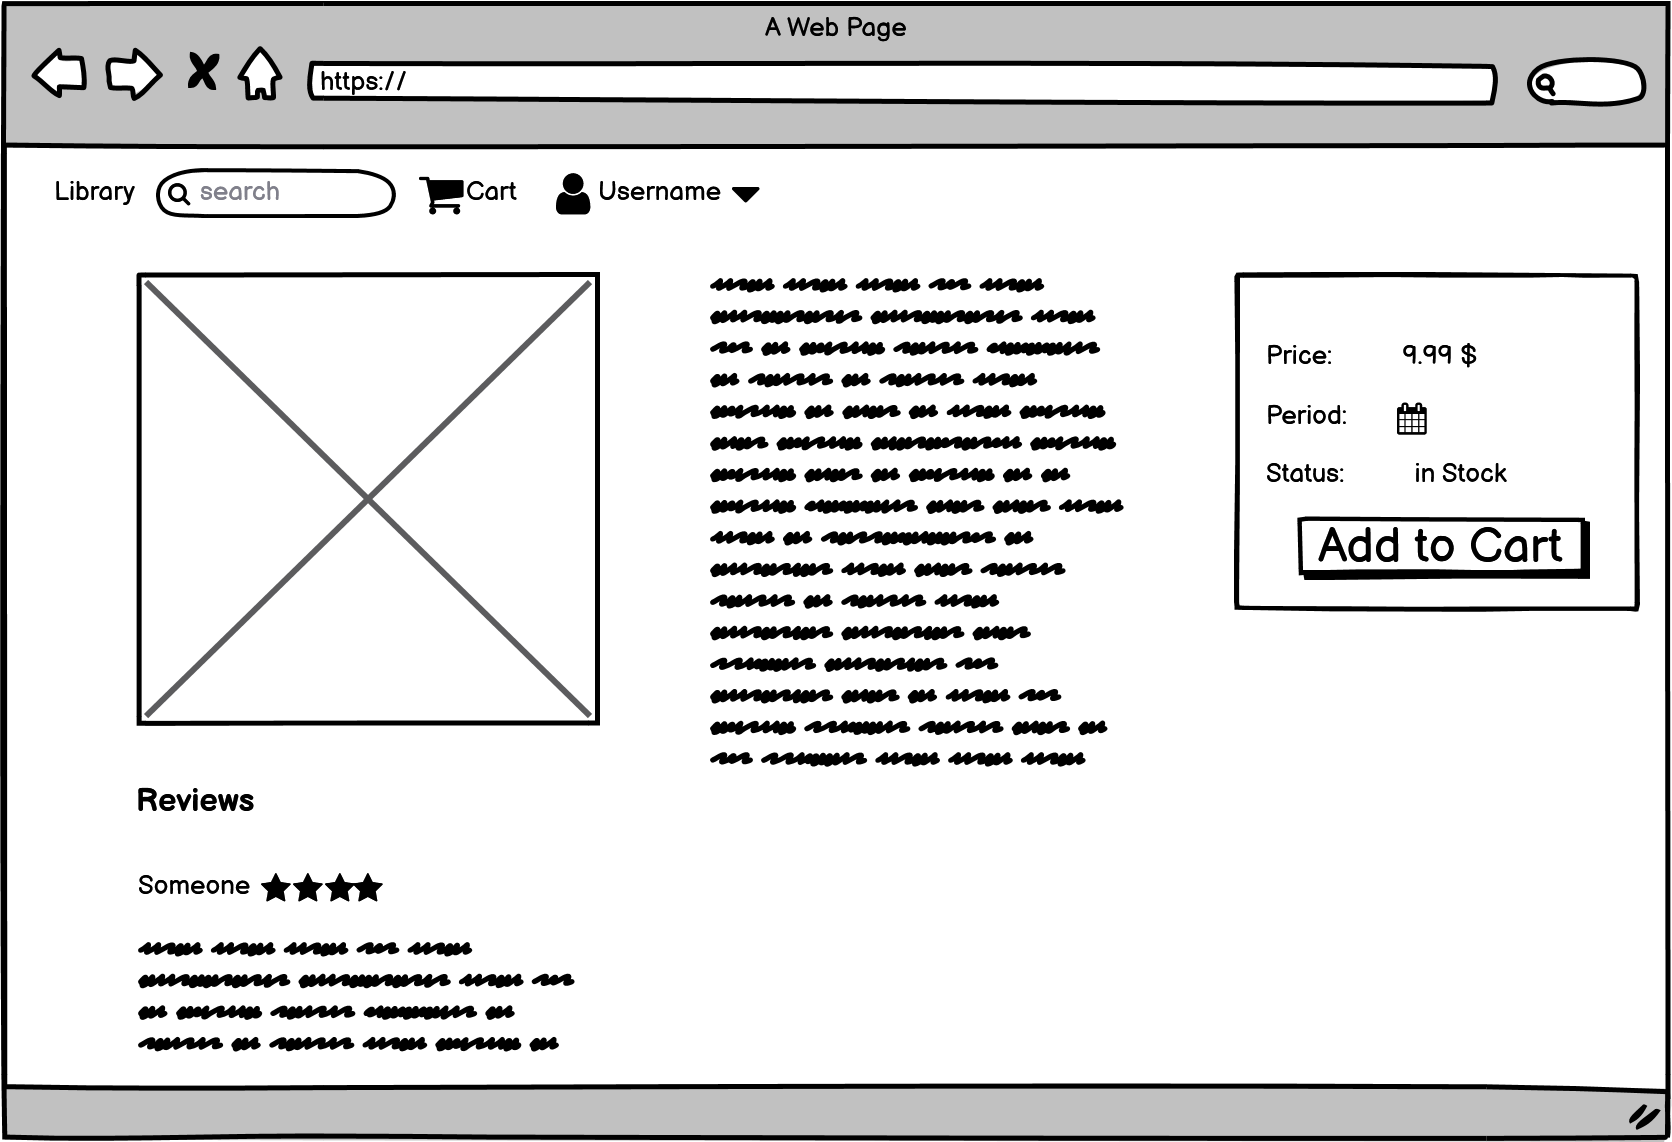 A Web Page
https://
Library search Cart Username
Price: 9.99 $
Period:
Status: in Stock
Add to Cart
Reviews
Someone